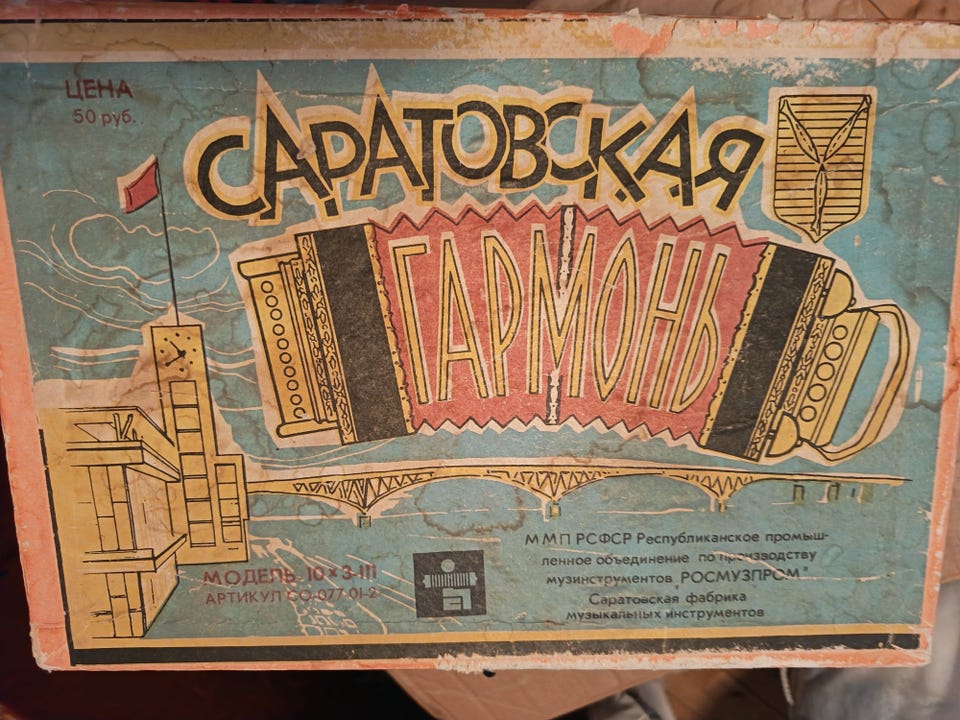 ЦЕНА
50 руб.
САРАТОВСКАЯ
ГАРМОНЬ
МОДЕЛЬ 10×3-III
АРТИКУЛ СО-077-01-2
ММП РСФСР Республиканское промыш-
ленное объединение по производству
музинструментов „РОСМУЗПРОМ"
Саратовская фабрика
музыкальных инструментов